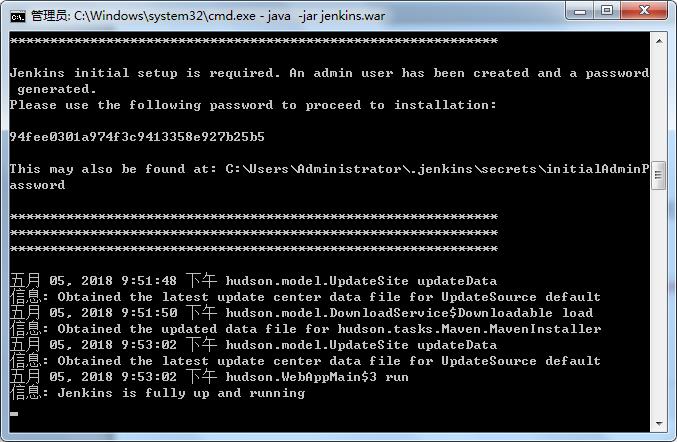 管理员: C:\Windows\system32\cmd.exe - java  -jar jenkins.war
*************************************************************
Jenkins initial setup is required. An admin user has been created and a password
 generated.
Please use the following password to proceed to installation:
94fee0301a974f3c9413358e927b25b5
This may also be found at: C:\Users\Administrator\.jenkins\secrets\initialAdminP
assword
*************************************************************
*************************************************************
*************************************************************
五月 05, 2018 9:51:48 下午 hudson.model.UpdateSite updateData
信息: Obtained the latest update center data file for UpdateSource default
五月 05, 2018 9:51:50 下午 hudson.model.DownloadService$Downloadable load
信息: Obtained the updated data file for hudson.tasks.Maven.MavenInstaller
五月 05, 2018 9:53:02 下午 hudson.model.UpdateSite updateData
信息: Obtained the latest update center data file for UpdateSource default
五月 05, 2018 9:53:02 下午 hudson.WebAppMain$3 run
信息: Jenkins is fully up and running